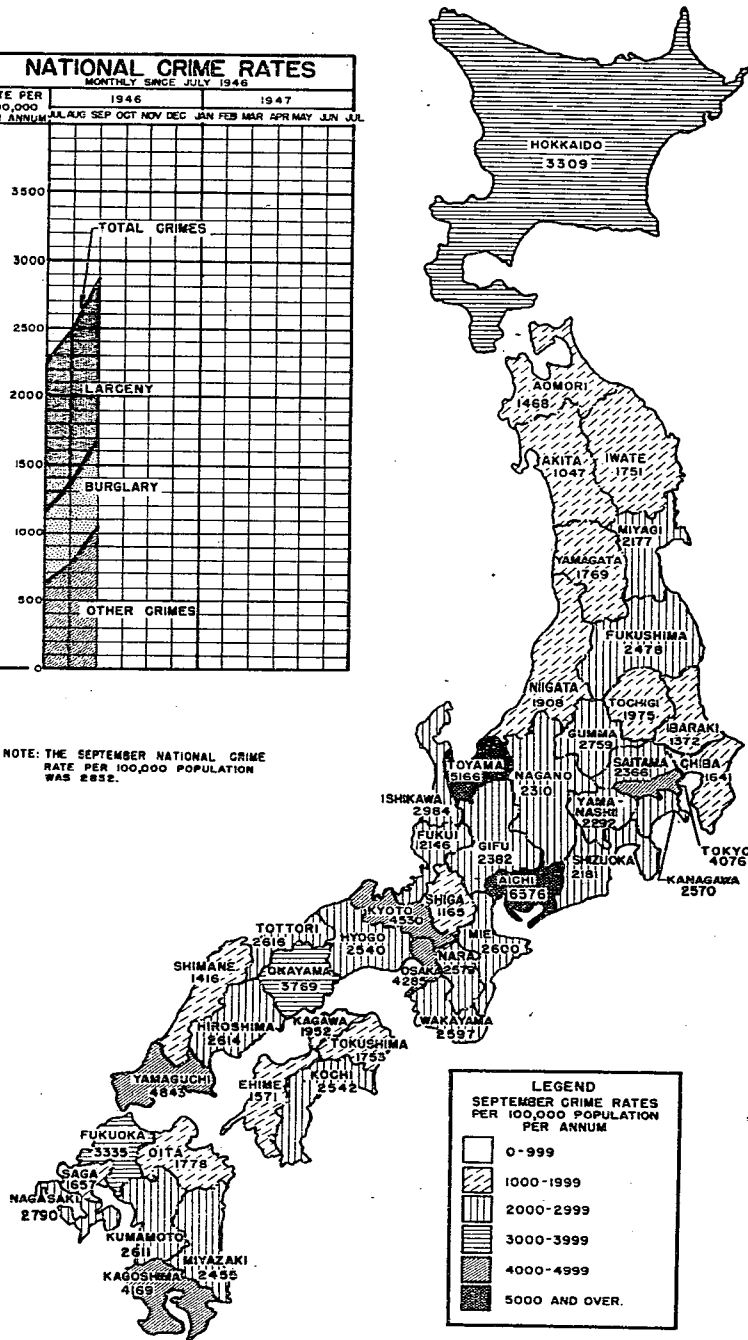 NATIONAL CRIME RATES
MONTHLY SINCE JULY 1946
TE PER
00,000
ANNUM
1946 1947
JUL AUG SEP OCT NOV DEC JAN FEB MAR APR MAY JUN JUL
3500
TOTAL CRIMES
3000
2500
LARCENY
2000
1500
BURGLARY
1000
500
OTHER CRIMES
0
NOTE: THE SEPTEMBER NATIONAL CRIME
RATE PER 100,000 POPULATION
WAS 2852.
HOKKAIDO
3309
AOMORI
1468
AKITA
1047
IWATE
1751
MIYAGI
2177
YAMAGATA
1769
FUKUSHIMA
2478
NIIGATA
1908
TOCHIGI
1975
IBARAKI
1372
GUMMA
2759
SAITAMA
2366
CHIBA
1641
TOYAMA
5166
NAGANO
2310
ISHIKAWA
2984
YAMA-
NASHI
2292
FUKUI
2146
GIFU
2382
TOKYO
4076
SHIZUOKA
2181
KANAGAWA
2570
AICHI
6376
SHIGA
1165
KYOTO
4530
TOTTORI
2616
HYOGO
2540
MIE
2600
NARA
2579
SHIMANE
1416
OKAYAMA
3769
OSAKA
4285
HIROSHIMA
2614
KAGAWA
1952
WAKAYAMA
2597
TOKUSHIMA
1753
YAMAGUCHI
4843
EHIME
1571
KOCHI
2542
FUKUOKA
3335
OITA
1778
SAGA
1657
NAGASAKI
2790
KUMAMOTO
2611
MIYAZAKI
2455
KAGOSHIMA
4169
LEGEND
SEPTEMBER CRIME RATES
PER 100,000 POPULATION
PER ANNUM
0-999
1000-1999
2000-2999
3000-3999
4000-4999
5000 AND OVER.